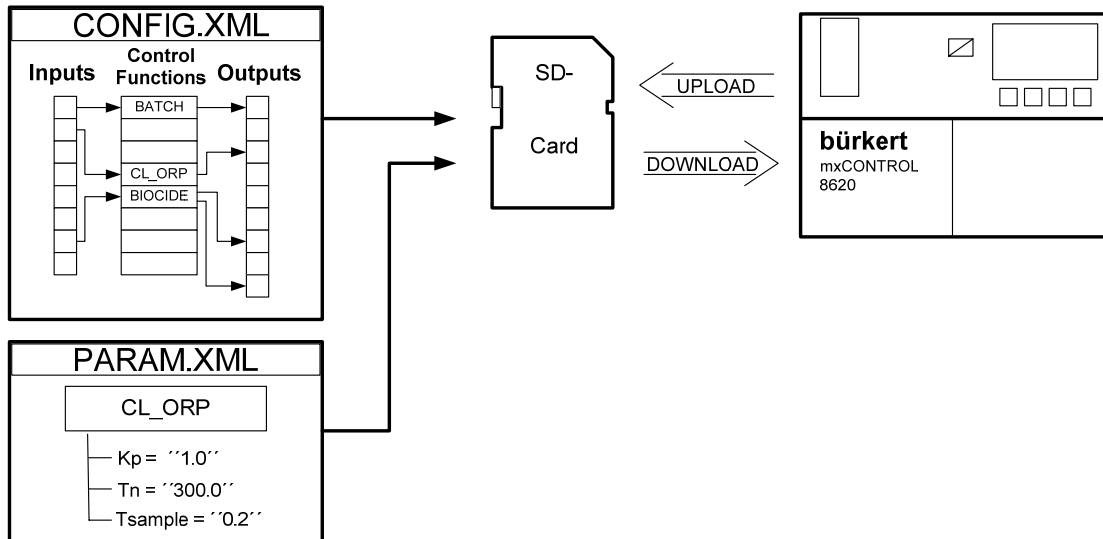 CONFIG.XML
Inputs
Control
Functions
Outputs
BATCH
CL_ORP
BIOCIDE
PARAM.XML
CL_ORP
Kp = ´´1.0´´
Tn = ´´300.0´´
Tsample = ´´0.2´´
SD-
Card
UPLOAD
DOWNLOAD
bürkert
mxCONTROL
8620